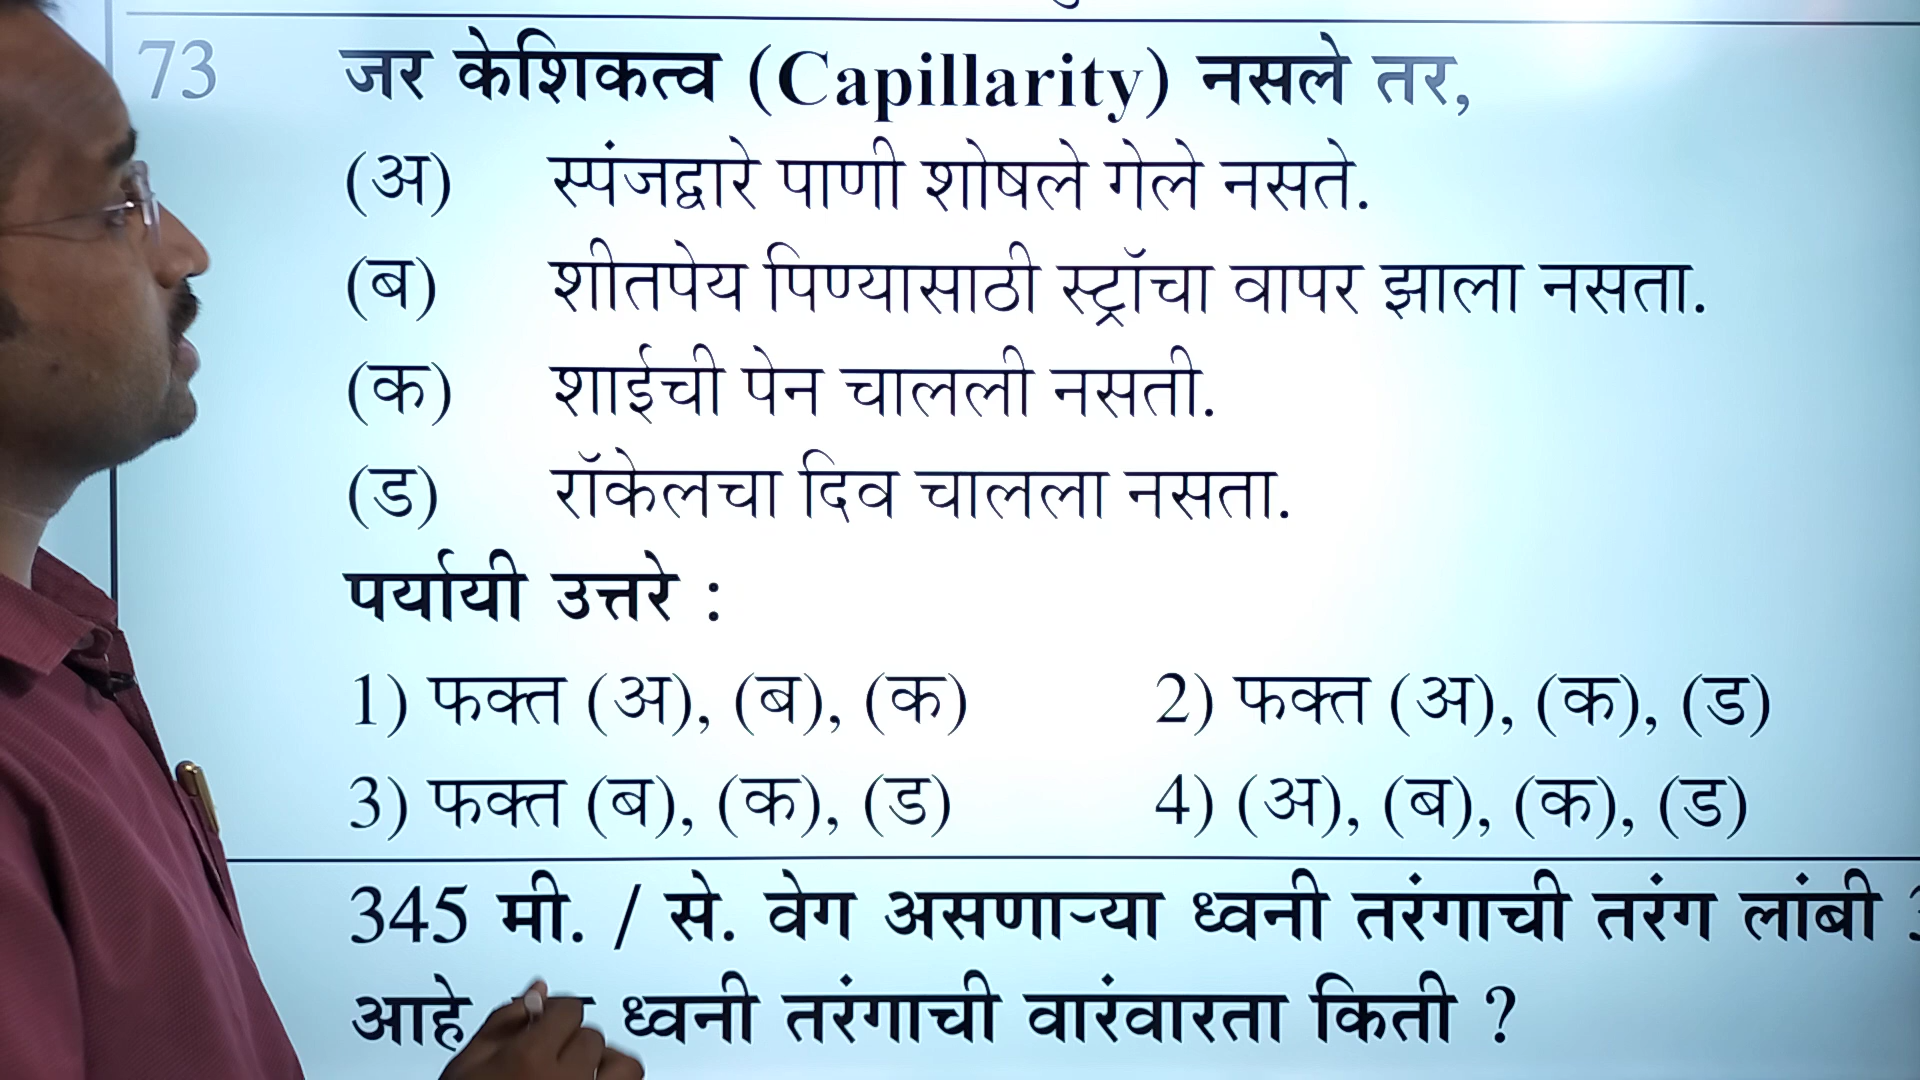 73 जर केशिकत्व (Capillarity) नसले तर,
(अ) स्पंजद्वारे पाणी शोषले गेले नसते.
(ब) शीतपेय पिण्यासाठी स्ट्रॉचा वापर झाला नसता.
(क) शाईची पेन चालली नसती.
(ड) रॉकेलचा दिव चालला नसता.
पर्यायी उत्तरे :
1) फक्त (अ), (ब), (क) 2) फक्त (अ), (क), (ड)
3) फक्त (ब), (क), (ड) 4) (अ), (ब), (क), (ड)
345 मी. / से. वेग असणाऱ्या ध्वनी तरंगाची तरंग लांबी
आहे ध्वनी तरंगाची वारंवारता किती ?